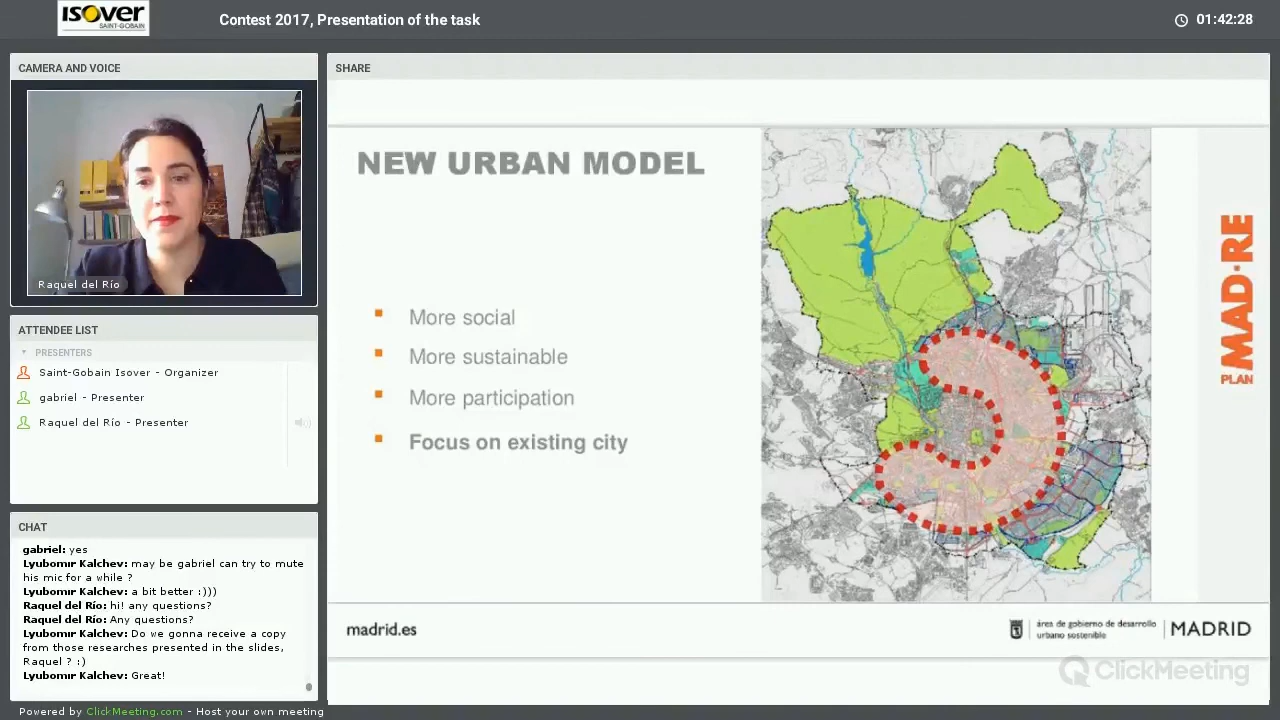 isover
SAINT-GOBAIN
Contest 2017, Presentation of the task
01:42:28
CAMERA AND VOICE
Raquel del Río
ATTENDEE LIST
PRESENTERS
Saint-Gobain Isover - Organizer
gabriel - Presenter
Raquel del Río - Presenter
CHAT
gabriel: yes
Lyubomır Kalchev: may be gabriel can try to mute
his mic for a while ?
Lyubomır Kalchev: a bit better :)))
Raquel del Río: hi! any questions?
Raquel del Río: Any questions?
Lyubomır Kalchev: Do we gonna receive a copy
from those researches presented in the slides,
Raquel ? :)
Lyubomır Kalchev: Great!
Powered by ClickMeeting.com - Host your own meeting
SHARE
NEW URBAN MODEL
More social
More sustainable
More participation
Focus on existing city
PLAN MAD-RE
madrid.es
área de gobierno de desarrollo
urbano sostenible
MADRID
ClickMeeting